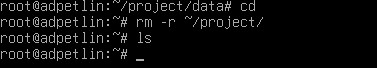 root@adpetlin:~/project/data# cd
root@adpetlin:~# rm -r ~/project/
root@adpetlin:~# ls
root@adpetlin:~# _